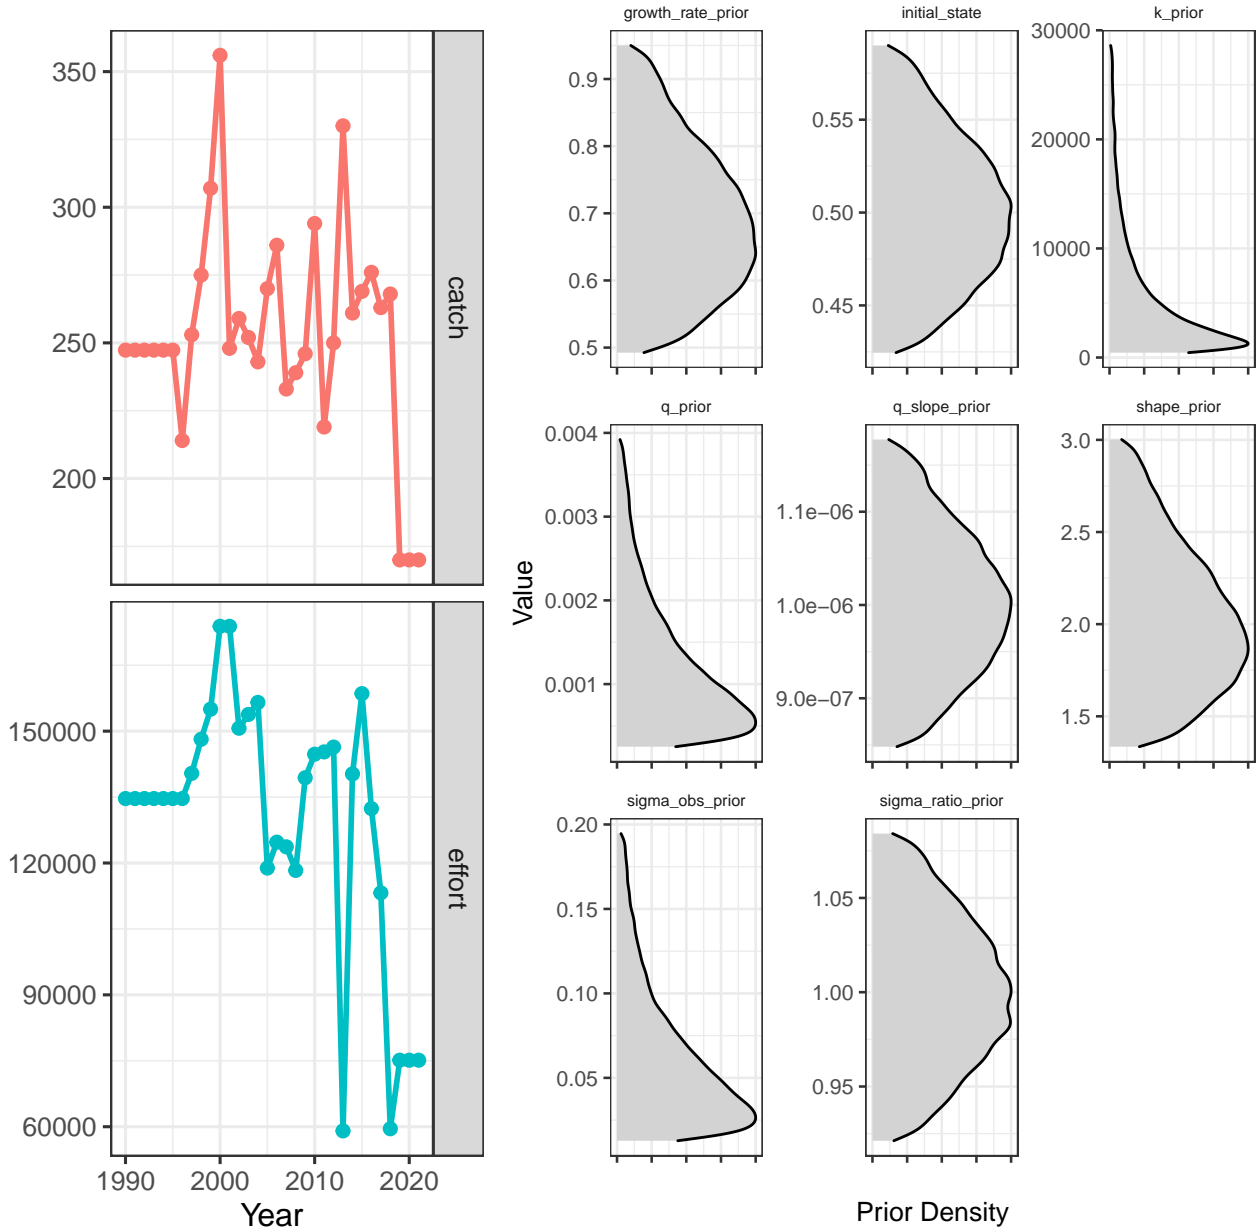 350
300
250
200
catch
150000
120000
90000
60000
effort
1990 2000 2010 2020
Year
Value
growth_rate_prior
0.9
0.8
0.7
0.6
0.5
initial_state
0.55
0.50
0.45
k_prior
30000
20000
10000
0
q_prior
0.004
0.003
0.002
0.001
q_slope_prior
1.1e−06
1.0e−06
9.0e−07
shape_prior
3.0
2.5
2.0
1.5
sigma_obs_prior
0.20
0.15
0.10
0.05
sigma_ratio_prior
1.05
1.00
0.95
Prior Density